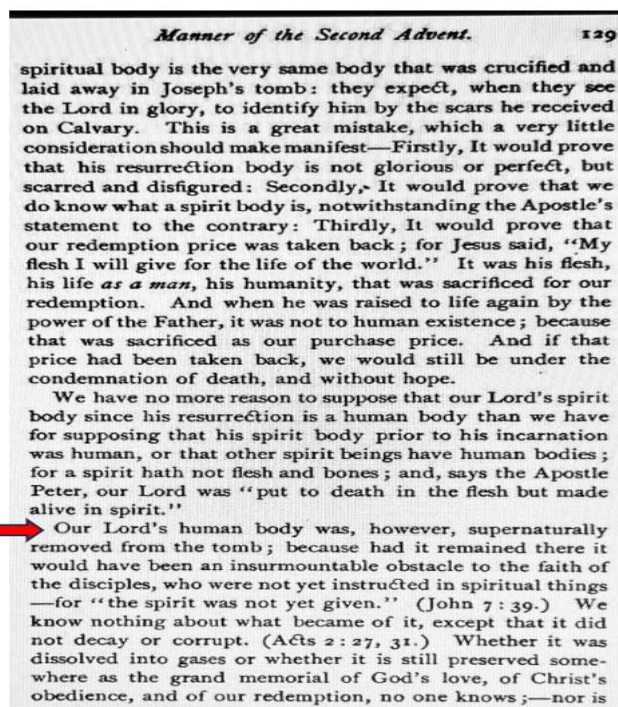 Manner of the Second Advent. 129
spiritual body is the very same body that was crucified and
laid away in Joseph's tomb: they expect, when they see
the Lord in glory, to identify him by the scars he received
on Calvary. This is a great mistake, which a very little
consideration should make manifest—Firstly, It would prove
that his resurrection body is not glorious or perfect, but
scarred and disfigured: Secondly, It would prove that we
do know what a spirit body is, notwithstanding the Apostle's
statement to the contrary: Thirdly, It would prove that
our redemption price was taken back; for Jesus said, "My
flesh I will give for the life of the world." It was his flesh,
his life as a man, his humanity, that was sacrificed for our
redemption. And when he was raised to life again by the
power of the Father, it was not to human existence; because
that was sacrificed as our purchase price. And if that
price had been taken back, we would still be under the
condemnation of death, and without hope.
We have no more reason to suppose that our Lord's spirit
body since his resurrection is a human body than we have
for supposing that his spirit body prior to his incarnation
was human, or that other spirit beings have human bodies;
for a spirit hath not flesh and bones; and, says the Apostle
Peter, our Lord was "put to death in the flesh but made
alive in spirit."
Our Lord's human body was, however, supernaturally
removed from the tomb; because had it remained there it
would have been an insurmountable obstacle to the faith of
the disciples, who were not yet instructed in spiritual things
—for "the spirit was not yet given." (John 7:39.) We
know nothing about what became of it, except that it did
not decay or corrupt. (Acts 2:27, 31.) Whether it was
dissolved into gases or whether it is still preserved some-
where as the grand memorial of God's love, of Christ's
obedience, and of our redemption, no one knows;—nor is